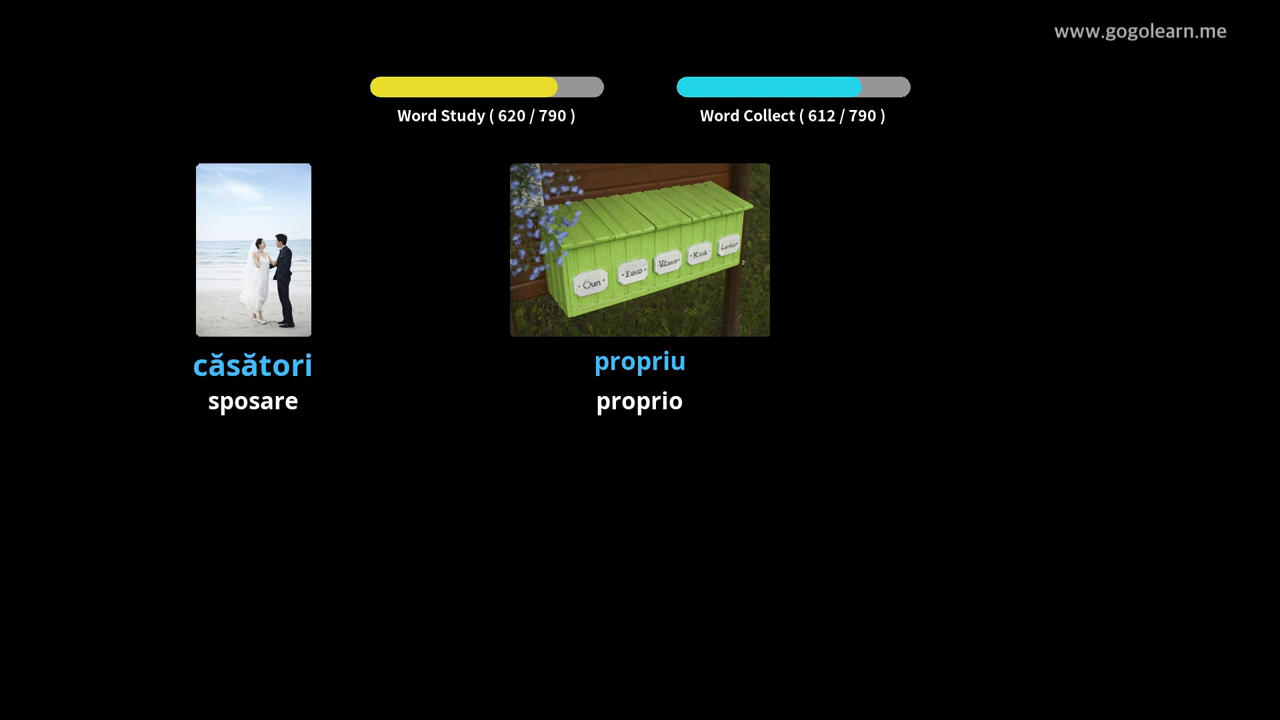 www.gogolearn.me
Word Study ( 620 / 790 )
Word Collect ( 612 / 790 )
căsători
sposare
propriu
proprio